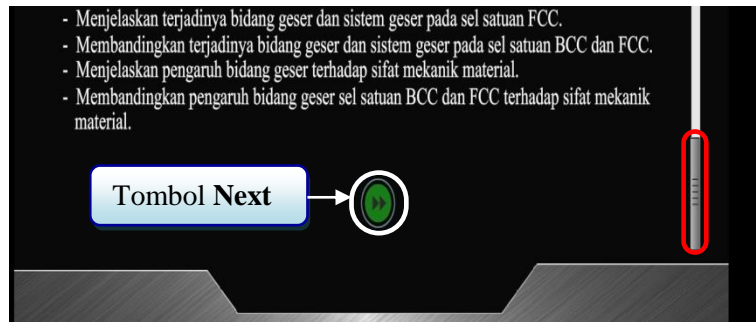 - Menjelaskan terjadinya bidang geser dan sistem geser pada sel satuan FCC.
- Membandingkan terjadinya bidang geser dan sistem geser pada sel satuan BCC dan FCC.
- Menjelaskan pengaruh bidang geser terhadap sifat mekanik material.
- Membandingkan pengaruh bidang geser sel satuan BCC dan FCC terhadap sifat mekanik
material.
Tombol Next